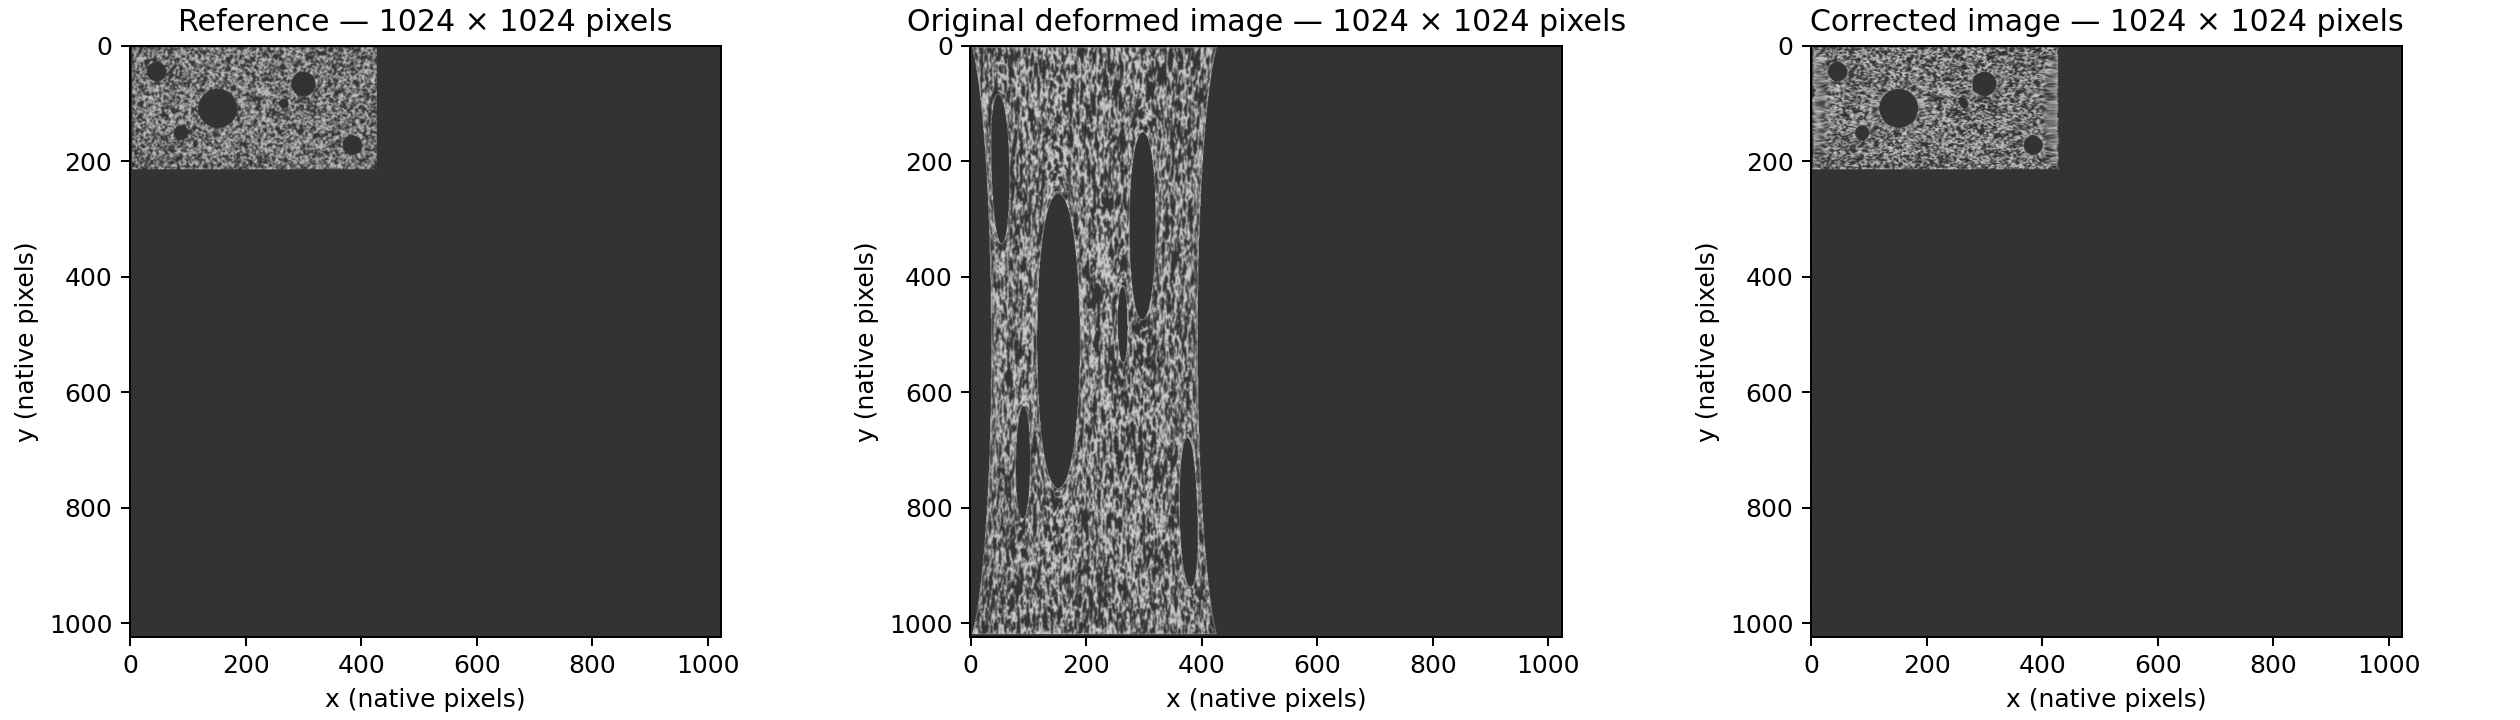 Reference — 1024 × 1024 pixels
0
200
400
600
800
1000
y (native pixels)
0 200 400 600 800 1000
x (native pixels)
Original deformed image — 1024 × 1024 pixels
0
200
400
600
800
1000
y (native pixels)
0 200 400 600 800 1000
x (native pixels)
Corrected image — 1024 × 1024 pixels
0
200
400
600
800
1000
y (native pixels)
0 200 400 600 800 1000
x (native pixels)